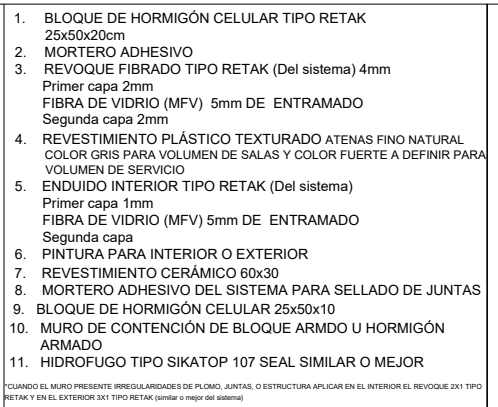 1. BLOQUE DE HORMIGÓN CELULAR TIPO RETAK
25x50x20cm
2. MORTERO ADHESIVO
3. REVOQUE FIBRADO TIPO RETAK (Del sistema) 4mm
Primer capa 2mm
FIBRA DE VIDRIO (MFV) 5mm DE ENTRAMADO
Segunda capa 2mm
4. REVESTIMIENTO PLÁSTICO TEXTURADO ATENAS FINO NATURAL
COLOR GRIS PARA VOLUMEN DE SALAS Y COLOR FUERTE A DEFINIR PARA
VOLUMEN DE SERVICIO
5. ENDUIDO INTERIOR TIPO RETAK (Del sistema)
Primer capa 1mm
FIBRA DE VIDRIO (MFV) 5mm DE ENTRAMADO
Segunda capa
6. PINTURA PARA INTERIOR O EXTERIOR
7. REVESTIMIENTO CERÁMICO 60x30
8. MORTERO ADHESIVO DEL SISTEMA PARA SELLADO DE JUNTAS
9. BLOQUE DE HORMIGÓN CELULAR 25x50x10
10. MURO DE CONTENCIÓN DE BLOQUE ARMDO U HORMIGÓN
ARMADO
11. HIDROFUGO TIPO SIKATOP 107 SEAL SIMILAR O MEJOR
*CUANDO EL MURO PRESENTE IRREGULARIDADES DE PLOMO, JUNTAS, O ESTRUCTURA APLICAR EN EL INTERIOR EL REVOQUE 2X1 TIPO
RETAK Y EN EL EXTERIOR 3X1 TIPO RETAK (similar o mejor del sistema)